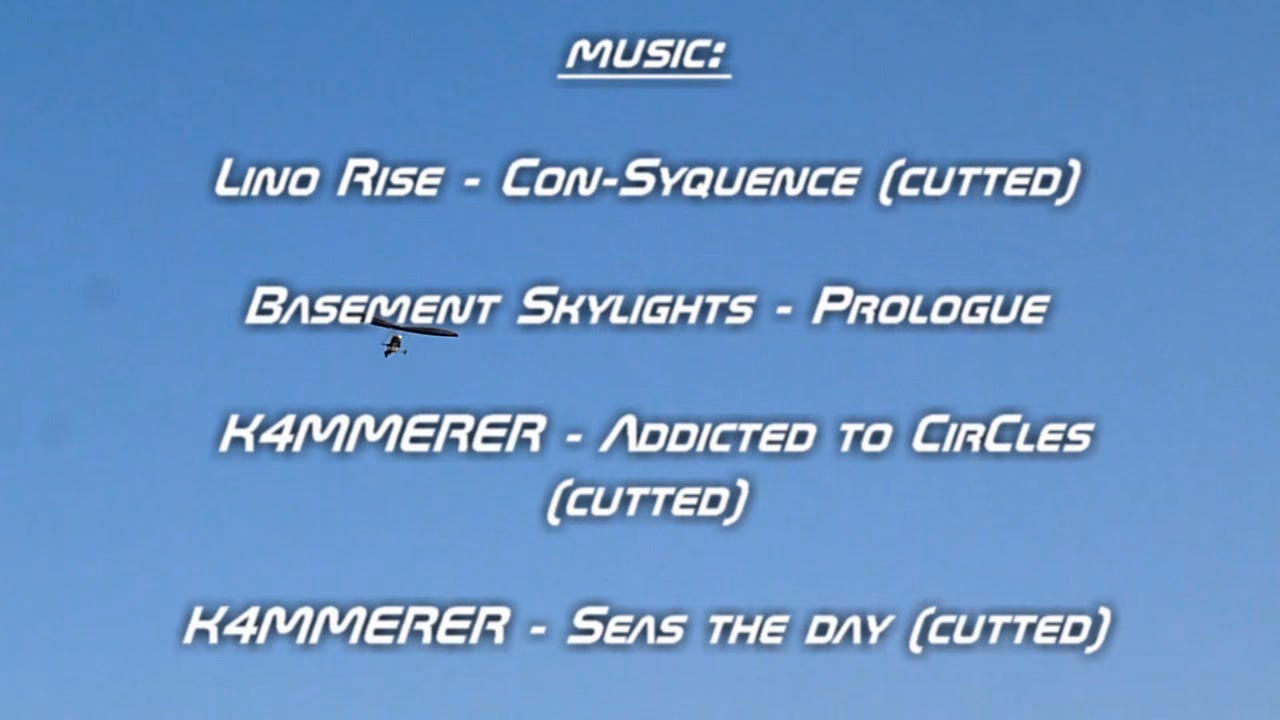 MUSIC:
Lino Rise - Con-Syquence (cutted)
Basement Skylights - Prologue
K4MMERER - Addicted to CirCles
(cutted)
K4MMERER - Seas the day (cutted)